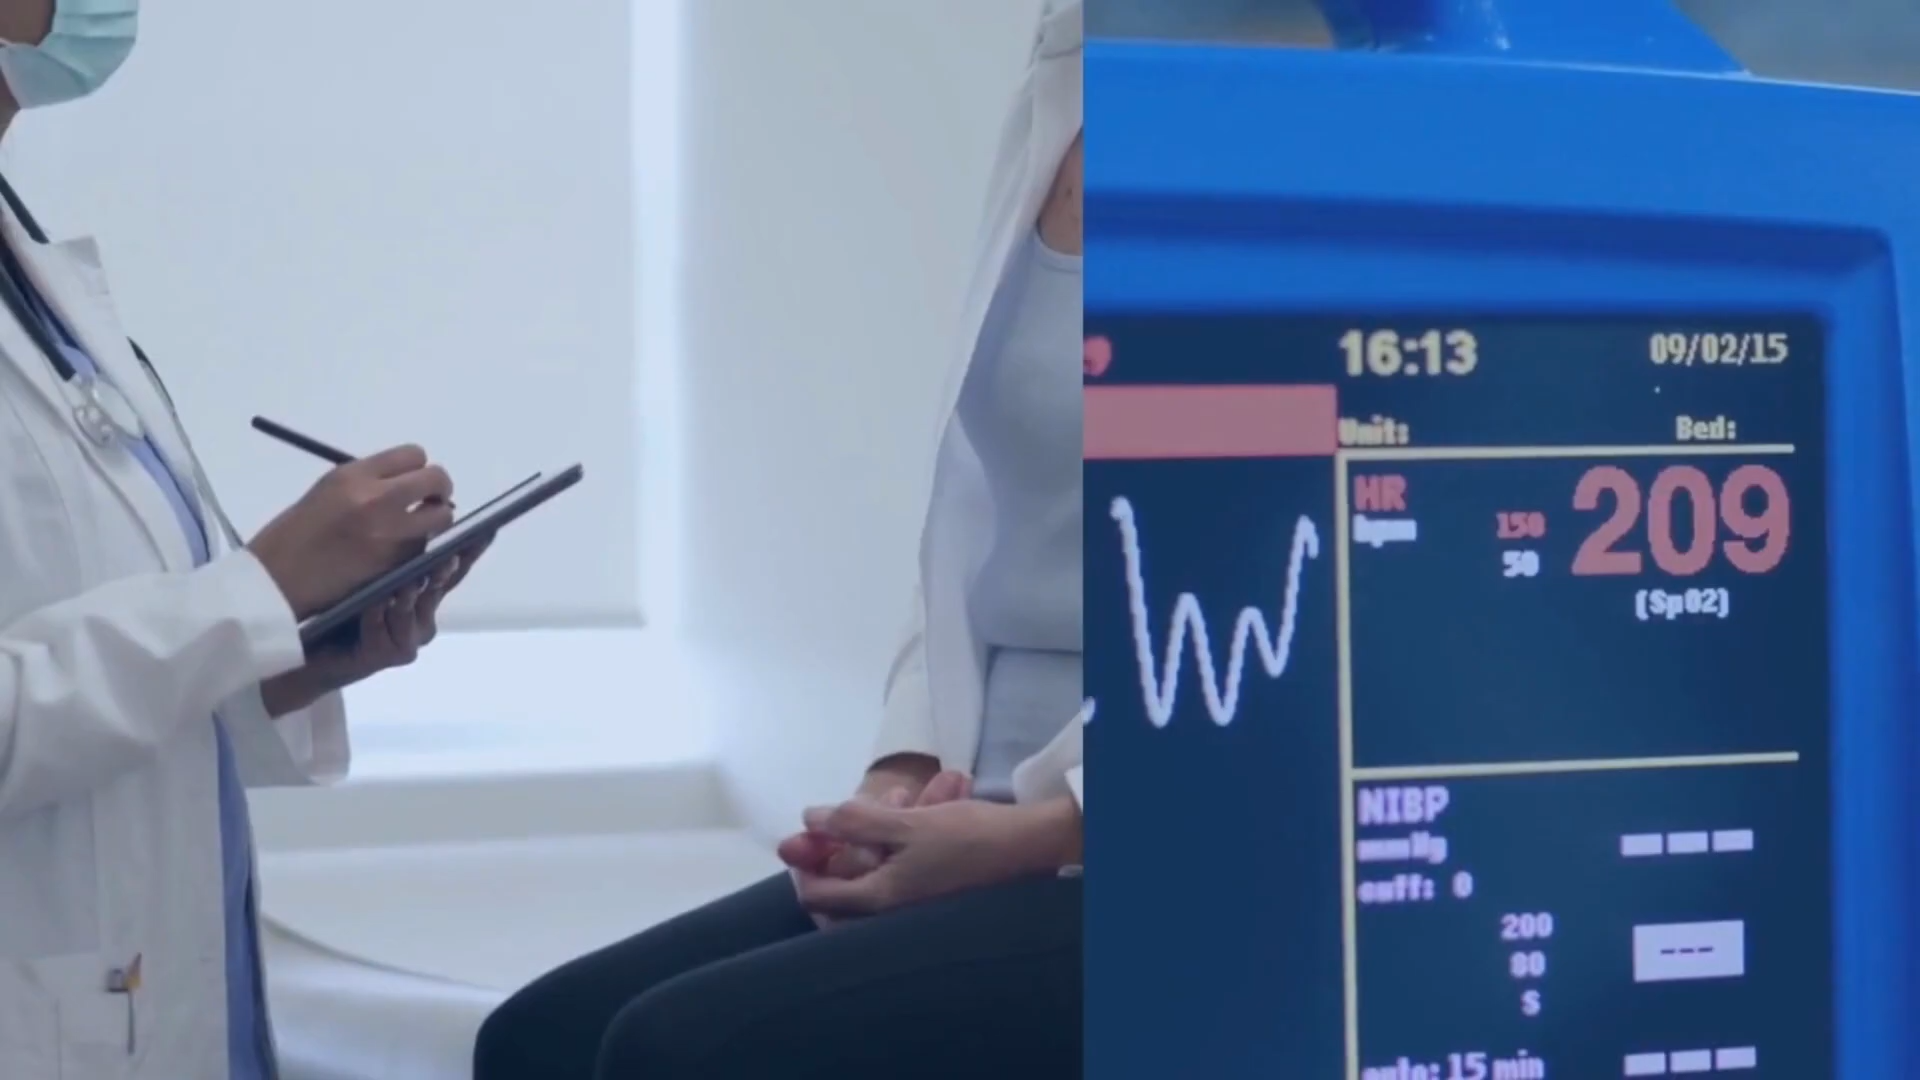 16:13 09/02/15
Unit: Bed:
HR 209
bpm 150
50
(SpO2)
NIBP
mmHg
cuff: 0
200
80
S
---
auto: 15 min